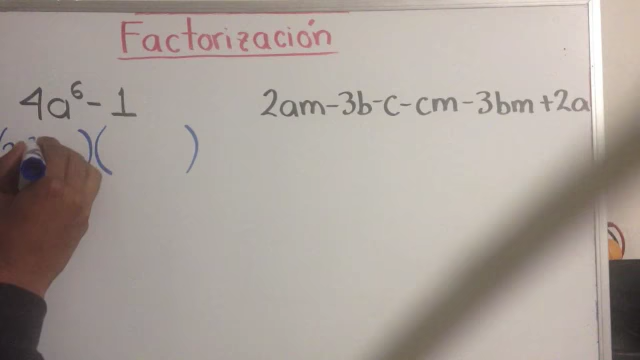 Factorización
4a⁶-1
2am-3b-c-cm-3bm+2a
( )( )